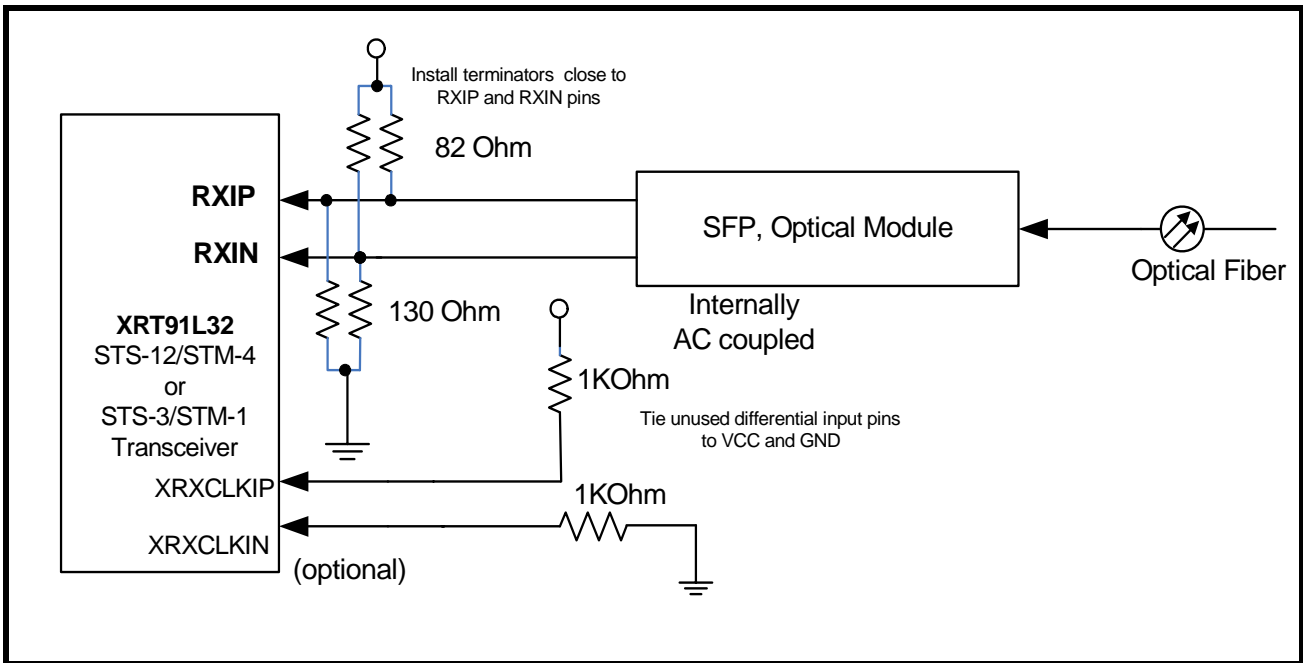 Install terminators close to
RXIP and RXIN pins
82 Ohm
RXIP
RXIN
SFP, Optical Module
Optical Fiber
130 Ohm
Internally
AC coupled
XRT91L32
STS-12/STM-4
or
STS-3/STM-1
Transceiver
1KOhm
Tie unused differential input pins
to VCC and GND
XRXCLKIP
1KOhm
XRXCLKIN
(optional)